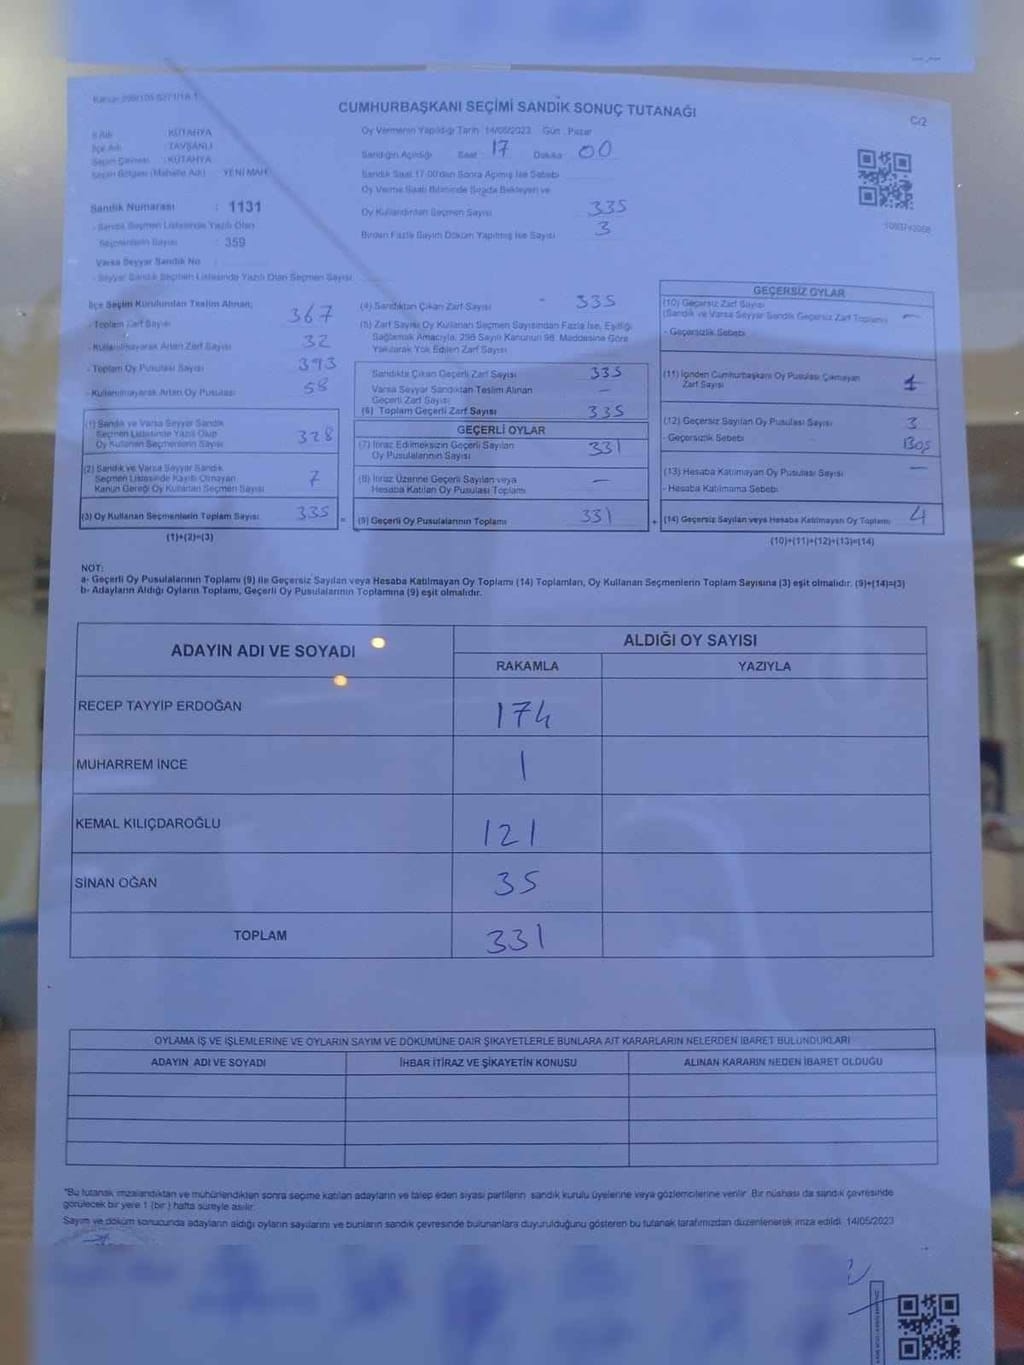 CUMHURBAŞKANI SEÇİMİ SANDIK SONUÇ TUTANAĞI
C/2
İl Adı : KÜTAHYA
İlçe Adı : TAVŞANLI
Seçim Çevresi : KÜTAHYA
Seçim Bölgesi (Mahalle Adı) : YENİ MAH.
Sandık Numarası : 1131
- Sandık Seçmen Listesinde Yazılı Olan
Seçmenlerin Sayısı : 359
Varsa Seyyar Sandık No
- Seyyar Sandık Seçmen Listesinde Yazılı Olan Seçmen Sayısı
Oy Vermenin Yapıldığı Tarih 14/05/2023 Gün : Pazar
Sandığın Açıldığı Saat 17 Dakika 00
Sandık Saat 17.00'den Sonra Açılmış İse Sebebi
Oy Verme Saati Bitiminde Sırada Bekleyen ve
Oy Kullandırılan Seçmen Sayısı 335
Birden Fazla Sayım Döküm Yapılmış İse Sayısı 3
İlçe Seçim Kurulundan Teslim Alınan;
- Toplam Zarf Sayısı 367
- Kullanılmayarak Artan Zarf Sayısı 32
- Toplam Oy Pusulası Sayısı 393
- Kullanılmayarak Artan Oy Pusulası 58
(1) Sandık ve Varsa Seyyar Sandık
Seçmen Listesinde Yazılı Olup
Oy Kullanan Seçmenlerin Sayısı 328
(2) Sandık ve Varsa Seyyar Sandık
Seçmen Listesinde Kayıtlı Olmayan
Kanun Gereği Oy Kullanan Seçmen Sayısı 7
(3) Oy Kullanan Seçmenlerin Toplam Sayısı 335 =
(1)+(2)=(3)
(4) Sandıktan Çıkan Zarf Sayısı - 335
(5) Zarf Sayısı Oy Kullanan Seçmen Sayısından Fazla İse, Eşitliği
Sağlamak Amacıyla, 298 Sayılı Kanunun 98. Maddesine Göre
Yakılarak Yok Edilen Zarf Sayısı
Sandıkta Çıkan Geçerli Zarf Sayısı 335
Varsa Seyyar Sandıktan Teslim Alınan
Geçerli Zarf Sayısı —
(6) Toplam Geçerli Zarf Sayısı 335
GEÇERLİ OYLAR
(7) İtiraz Edilmeksizin Geçerli Sayılan
Oy Pusulalarının Sayısı 331
(8) İtiraz Üzerine Geçerli Sayılan veya
Hesaba Katılan Oy Pusulası Toplamı —
(9) Geçerli Oy Pusulalarının Toplamı 331 +
GEÇERSİZ OYLAR
(10) Geçersiz Zarf Sayısı
(Sandık ve Varsa Seyyar Sandık Geçersiz Zarf Toplamı) —
- Geçersizlik Sebebi
(11) İçinden Cumhurbaşkanı Oy Pusulası Çıkmayan
Zarf Sayısı 1
(12) Geçersiz Sayılan Oy Pusulası Sayısı 3
- Geçersizlik Sebebi Boş
(13) Hesaba Katılmayan Oy Pusulası Sayısı —
- Hesaba Katılmama Sebebi
(14) Geçersiz Sayılan veya Hesaba Katılmayan Oy Toplamı 4
(10)+(11)+(12)+(13)=(14)
NOT:
a- Geçerli Oy Pusulalarının Toplamı (9) ile Geçersiz Sayılan veya Hesaba Katılmayan Oy Toplamı (14) Toplamları, Oy Kullanan Seçmenlerin Toplam Sayısına (3) eşit olmalıdır. (9)+(14)=(3)
b- Adayların Aldığı Oyların Toplamı, Geçerli Oy Pusulalarının Toplamına (9) eşit olmalıdır.
ADAYIN ADI VE SOYADI
ALDIĞI OY SAYISI
RAKAMLA YAZIYLA
RECEP TAYYİP ERDOĞAN 174
MUHARREM İNCE 1
KEMAL KILIÇDAROĞLU 121
SİNAN OĞAN 35
TOPLAM 331
OYLAMA İŞ VE İŞLEMLERİNE VE OYLARIN SAYIM VE DÖKÜMÜNE DAİR ŞİKAYETLERLE BUNLARA AİT KARARLARIN NELERDEN İBARET BULUNDUKLARI
ADAYIN ADI VE SOYADI İHBAR İTİRAZ VE ŞİKAYETİN KONUSU ALINAN KARARIN NEDEN İBARET OLDUĞU
*Bu tutanak imzalandıktan ve mühürlendikten sonra seçime katılan adayların ve talep eden siyasi partilerin sandık kurulu üyelerine veya gözlemcilerine verilir. Bir nüshası da sandık çevresinde
görülecek bir yere 1 (bir) hafta süreyle asılır.
Sayım ve döküm sonucunda adayların aldığı oyların sayılarını ve bunların sandık çevresinde bulunanlara duyurulduğunu gösteren bu tutanak tarafımızdan düzenlenerek imza edildi. 14/05/2023